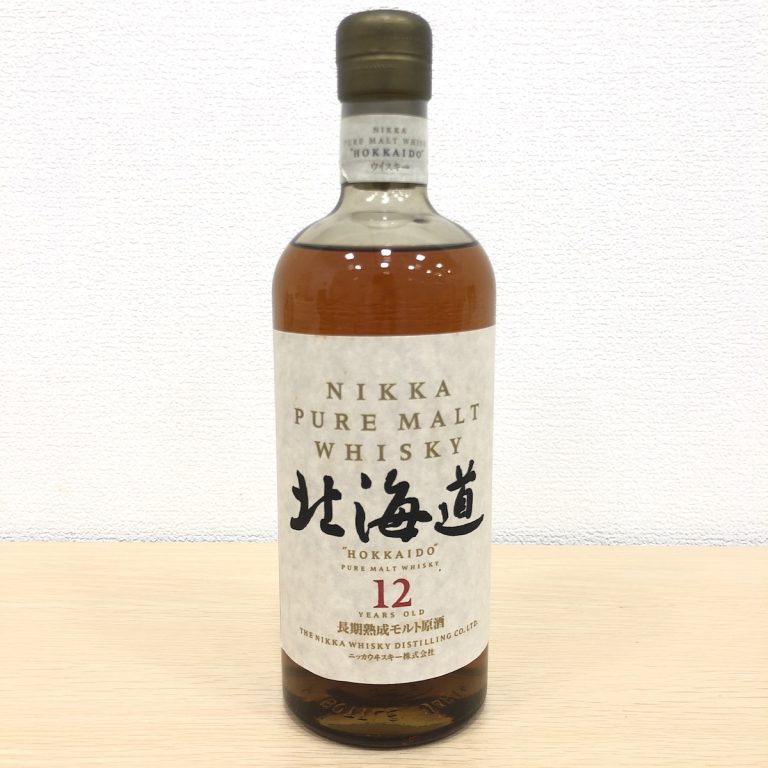 NIKKA
PURE MALT WHISKY
"HOKKAIDO"
ウイスキー
NIKKA
PURE MALT
WHISKY
北海道
"HOKKAIDO"
PURE MALT WHISKY
12
YEARS OLD
長期熟成モルト原酒
THE NIKKA WHISKY DISTILLING CO.,LTD.
ニッカウヰスキー株式会社